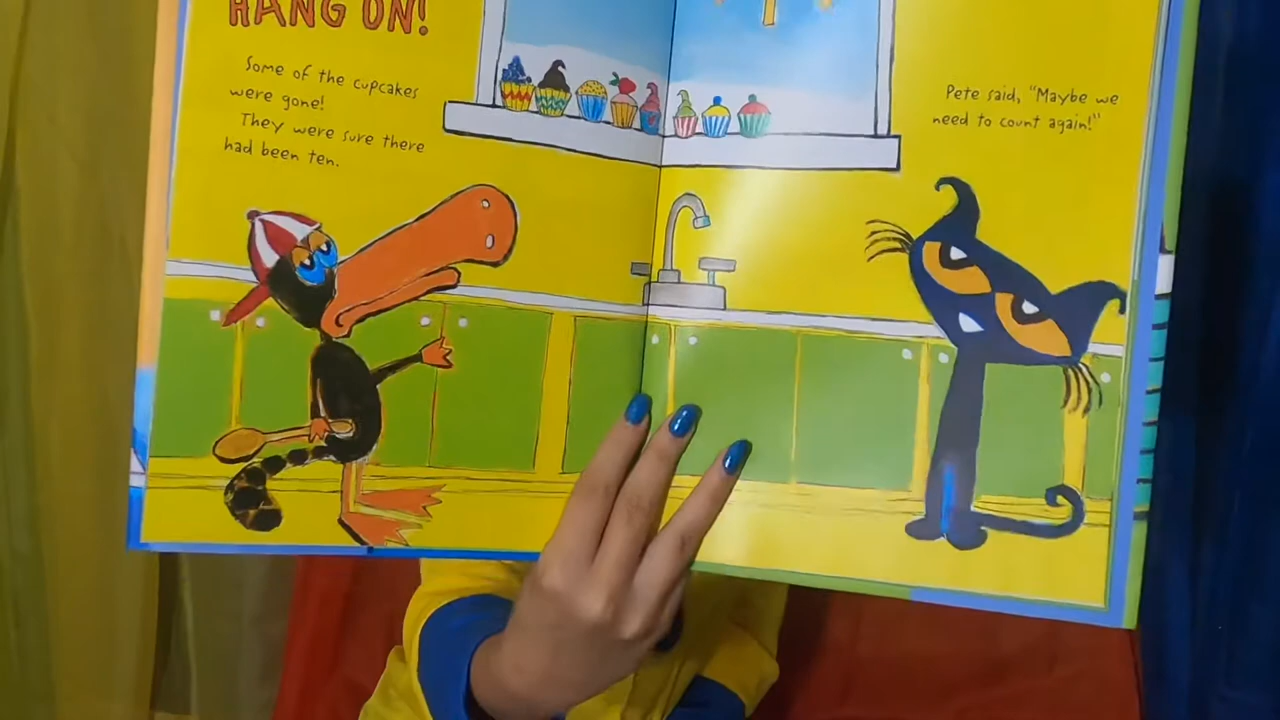 HANG ON!
Some of the cupcakes
were gone!
They were sure there
had been ten.
Pete said, "Maybe we
need to count again!"